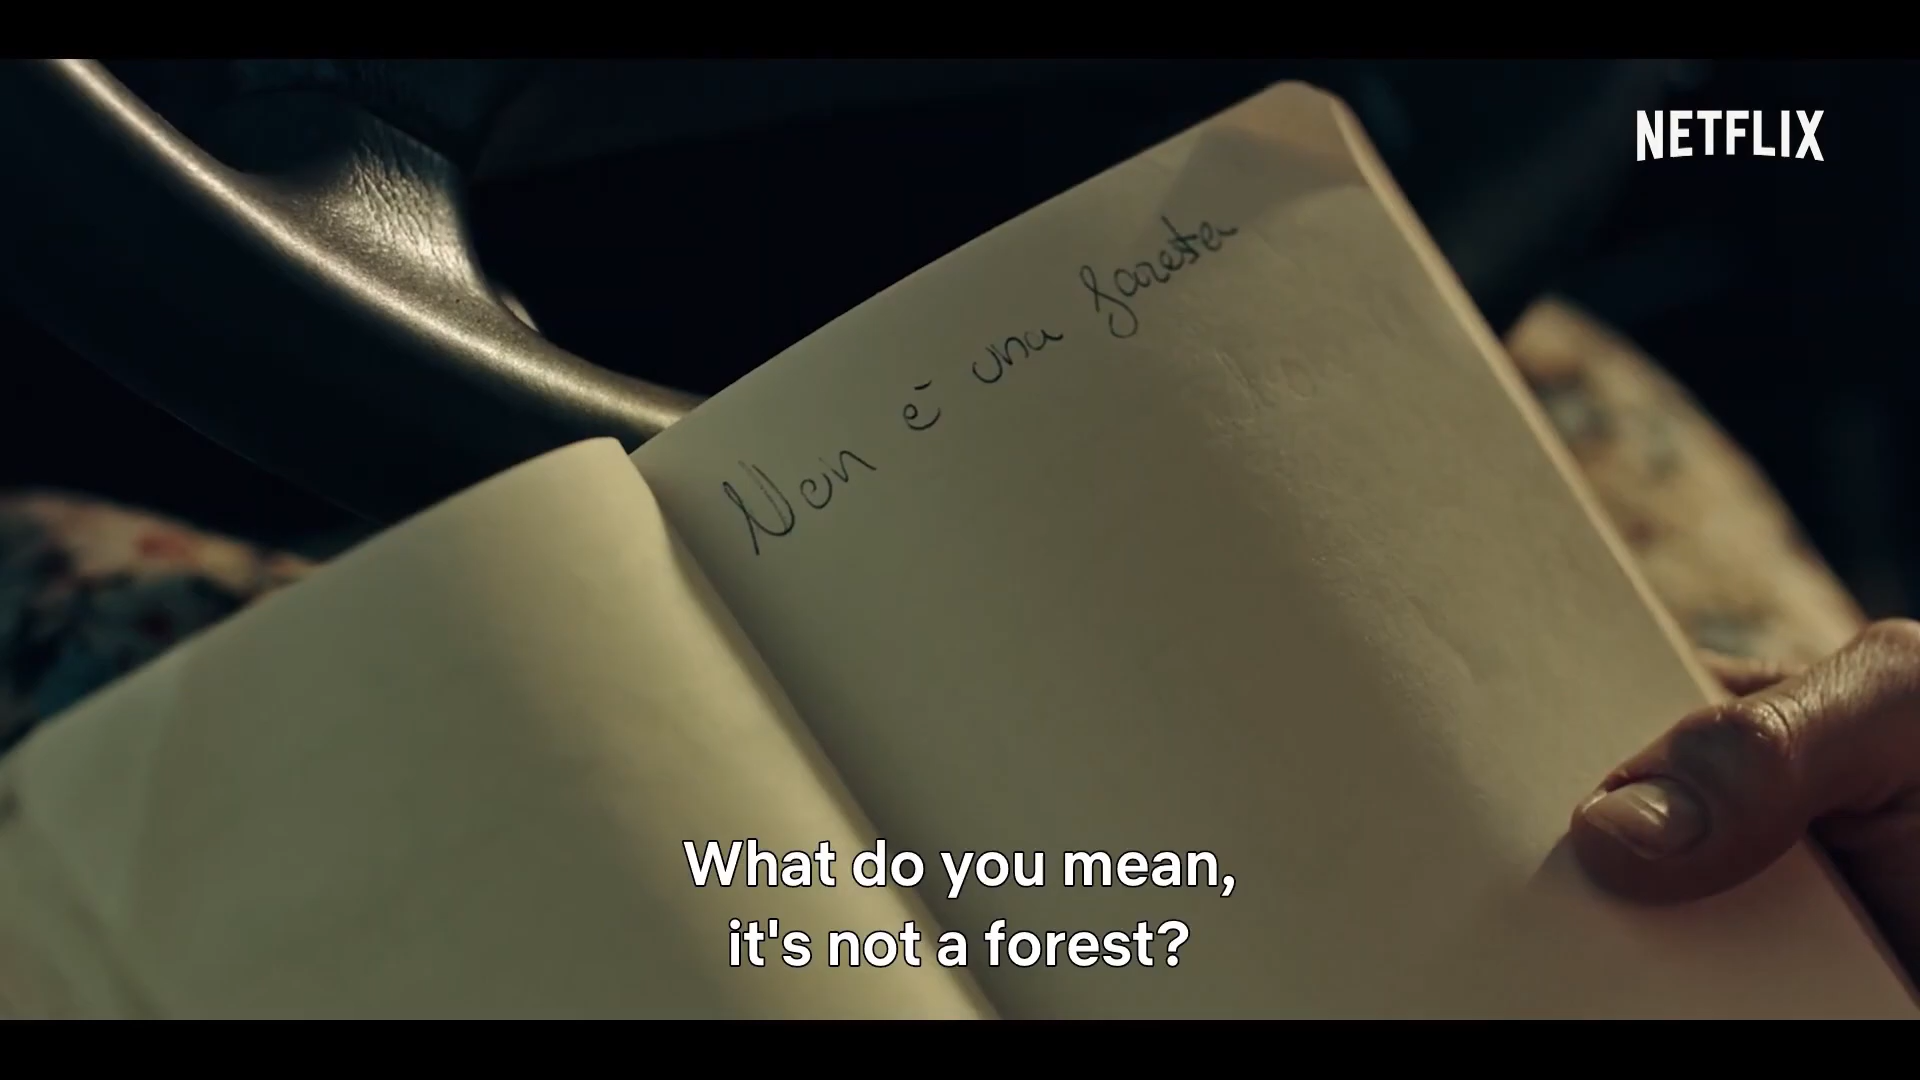 NETFLIX
Non è una foresta
What do you mean,
it's not a forest?